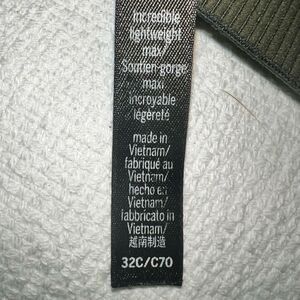 incredible
lightweight
max/
Soutien-gorge
maxi
incroyable
légèreté
made in
Vietnam/
fabriqué au
Vietnam/
hecho en
Vietnam/
fabbricato in
Vietnam/
越南制造
32C/C70